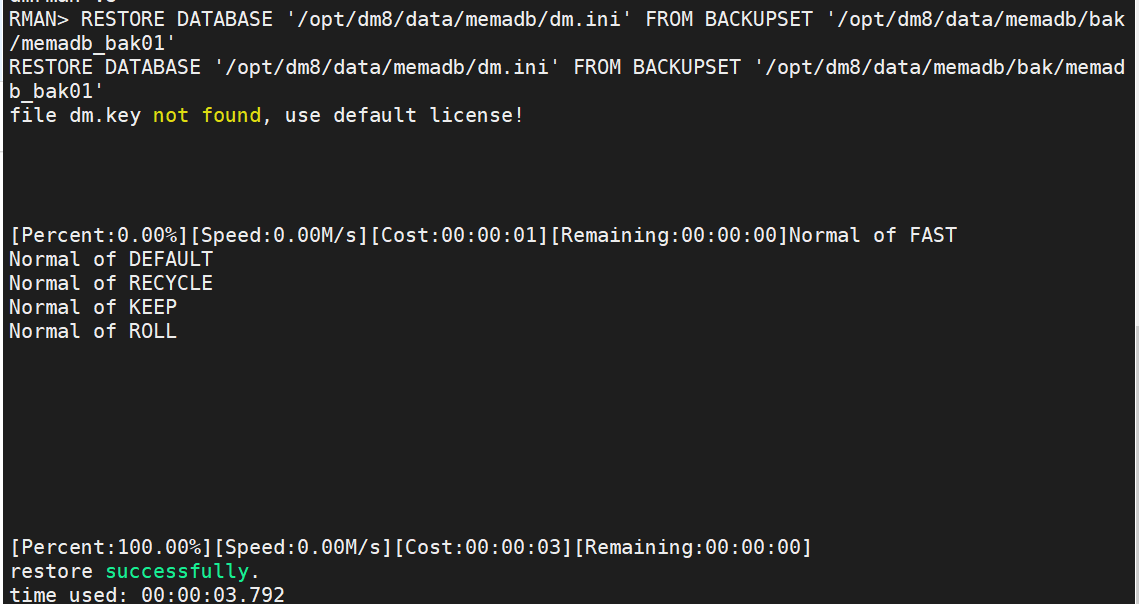 RMAN> RESTORE DATABASE '/opt/dm8/data/memadb/dm.ini' FROM BACKUPSET '/opt/dm8/data/memadb/bak
/memadb_bak01'
RESTORE DATABASE '/opt/dm8/data/memadb/dm.ini' FROM BACKUPSET '/opt/dm8/data/memadb/bak/memad
b_bak01'
file dm.key not found, use default license!
[Percent:0.00%][Speed:0.00M/s][Cost:00:00:01][Remaining:00:00:00]Normal of FAST
Normal of DEFAULT
Normal of RECYCLE
Normal of KEEP
Normal of ROLL
[Percent:100.00%][Speed:0.00M/s][Cost:00:00:03][Remaining:00:00:00]
restore successfully.
time used: 00:00:03.792